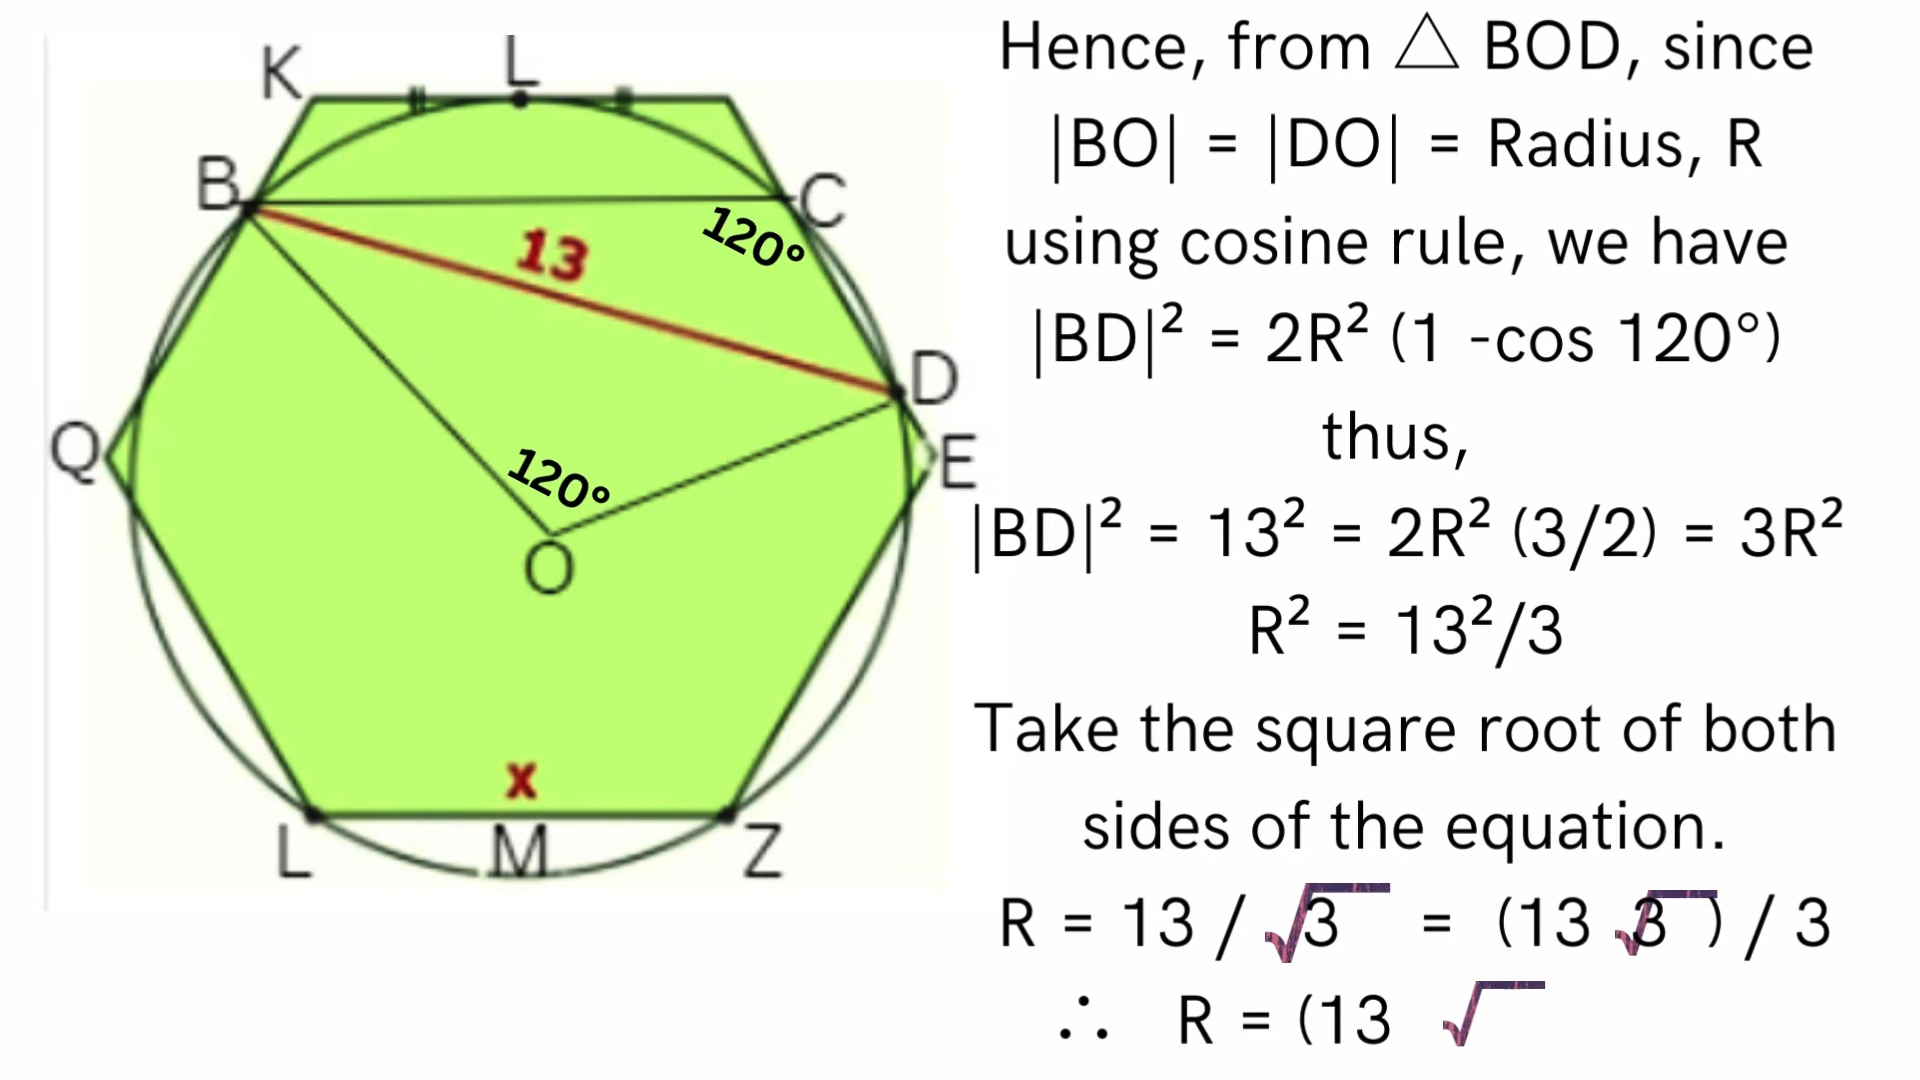 K
L
B
C
120°
13
D
Q
E
120°
O
x
L
M
Z
Hence, from △ BOD, since
|BO| = |DO| = Radius, R
using cosine rule, we have
|BD|² = 2R² (1 -cos 120°)
thus,
|BD|² = 13² = 2R² (3/2) = 3R²
R² = 13²/3
Take the square root of both
sides of the equation.
R = 13 / √3 = (13 √3 ) / 3
∴ R = (13 √